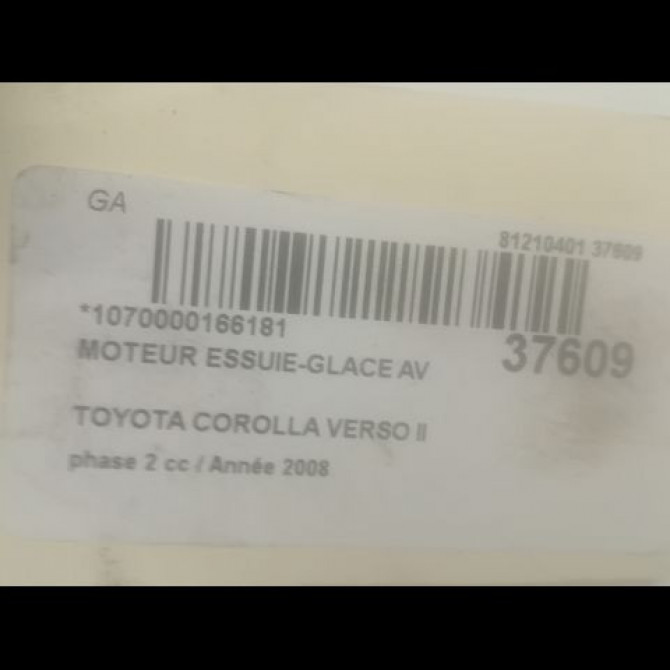 GA
81210401 37609
*1070000166181
37609
MOTEUR ESSUIE-GLACE AV
TOYOTA COROLLA VERSO II
phase 2 cc / Année 2008